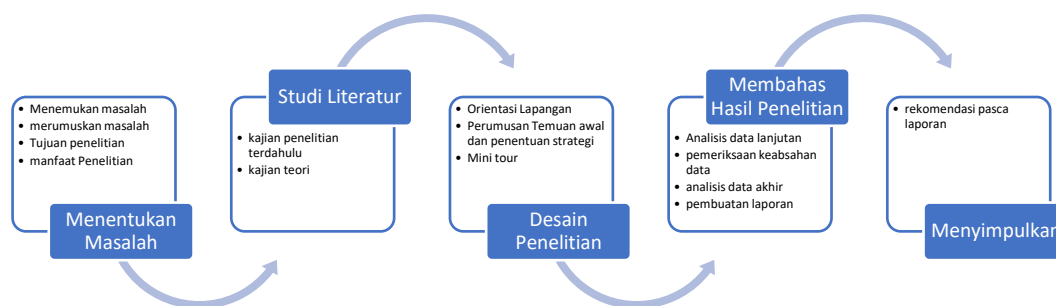 • Menemukan masalah
• merumuskan masalah
• Tujuan penelitian
• manfaat Penelitian
Menentukan
Masalah
Studi Literatur
• kajian penelitian
terdahulu
• kajian teori
• Orientasi Lapangan
• Perumusan Temuan awal
dan penentuan strategi
• Mini tour
Desain
Penelitian
Membahas
Hasil Penelitian
• Analisis data lanjutan
• pemeriksaan keabsahan
data
• analisis data akhir
• pembuatan laporan
• rekomendasi pasca
laporan
Menyimpulkan